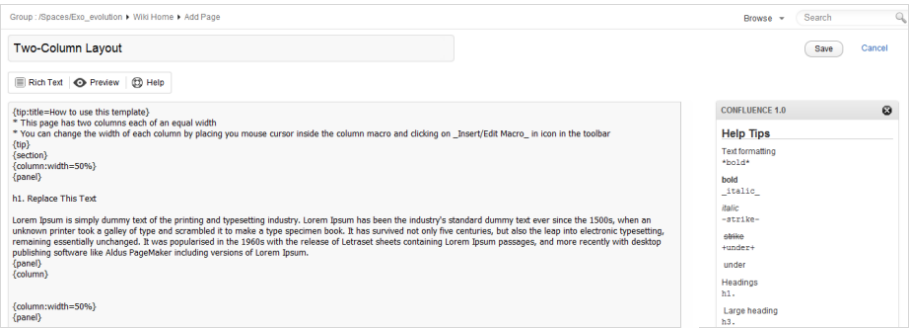 Group : /Spaces/Exo_evolution ▸ Wiki Home ▸ Add Page
Browse
Search
Two-Column Layout
Save
Cancel
Rich Text
Preview
Help
{tip:title=How to use this template}
* This page has two columns each of an equal width
* You can change the width of each column by placing you mouse cursor inside the column macro and clicking on _Insert/Edit Macro_ in icon in the toolbar
{tip}
{section}
{column:width=50%}
{panel}
h1. Replace This Text
Lorem Ipsum is simply dummy text of the printing and typesetting industry. Lorem Ipsum has been the industry's standard dummy text ever since the 1500s, when an
unknown printer took a galley of type and scrambled it to make a type specimen book. It has survived not only five centuries, but also the leap into electronic typesetting,
remaining essentially unchanged. It was popularised in the 1960s with the release of Letraset sheets containing Lorem Ipsum passages, and more recently with desktop
publishing software like Aldus PageMaker including versions of Lorem Ipsum.
{panel}
{column}
{column:width=50%}
{panel}
CONFLUENCE 1.0
Help Tips
Text formatting
*bold*
bold
_italic_
italic
-strike-
strike
+under+
under
Headings
h1.
Large heading
h3.